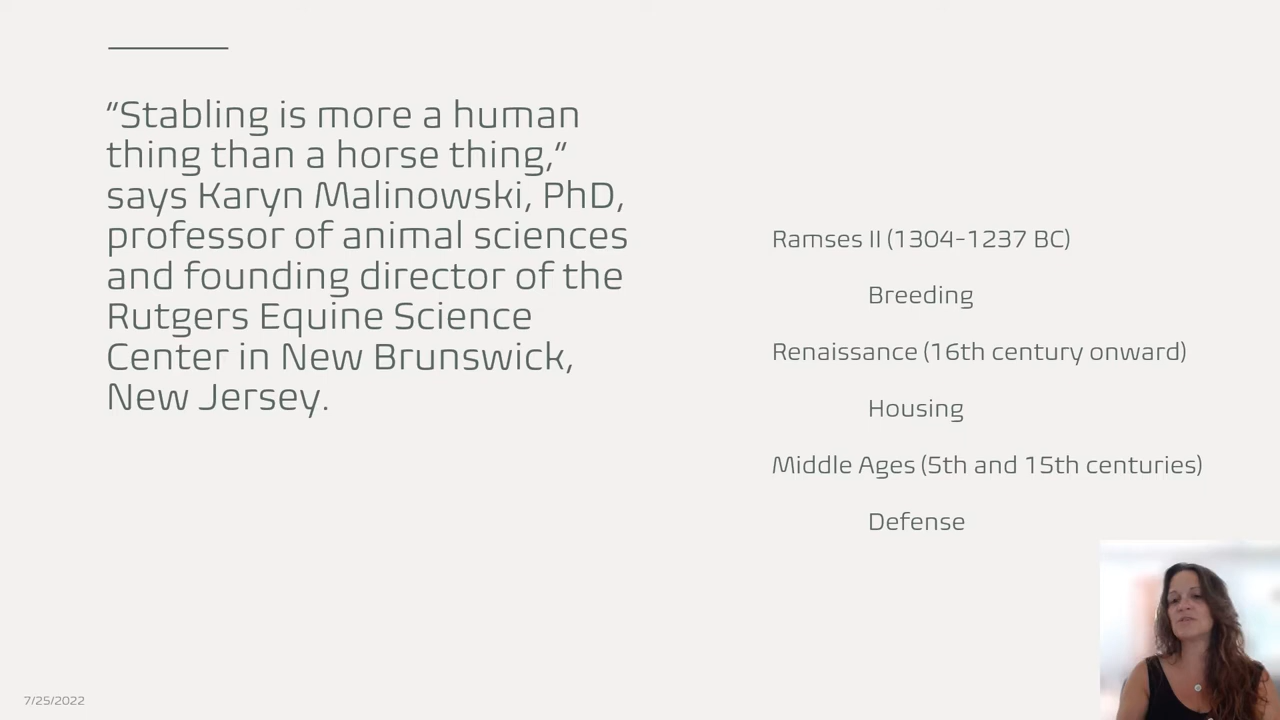 “Stabling is more a human
thing than a horse thing,”
says Karyn Malinowski, PhD,
professor of animal sciences
and founding director of the
Rutgers Equine Science
Center in New Brunswick,
New Jersey.
Ramses II (1304-1237 BC)
Breeding
Renaissance (16th century onward)
Housing
Middle Ages (5th and 15th centuries)
Defense
7/25/2022